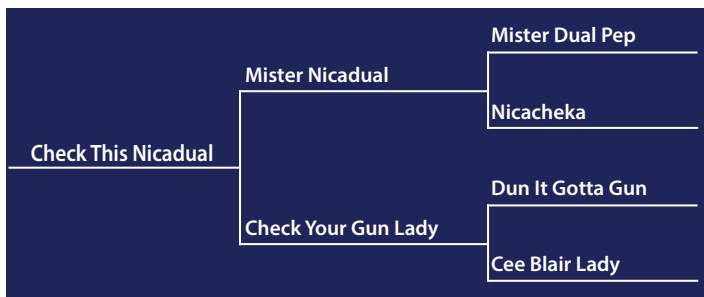 Mister Dual Pep
Mister Nicadual
Nicacheka
Check This Nicadual
Dun It Gotta Gun
Check Your Gun Lady
Cee Blair Lady